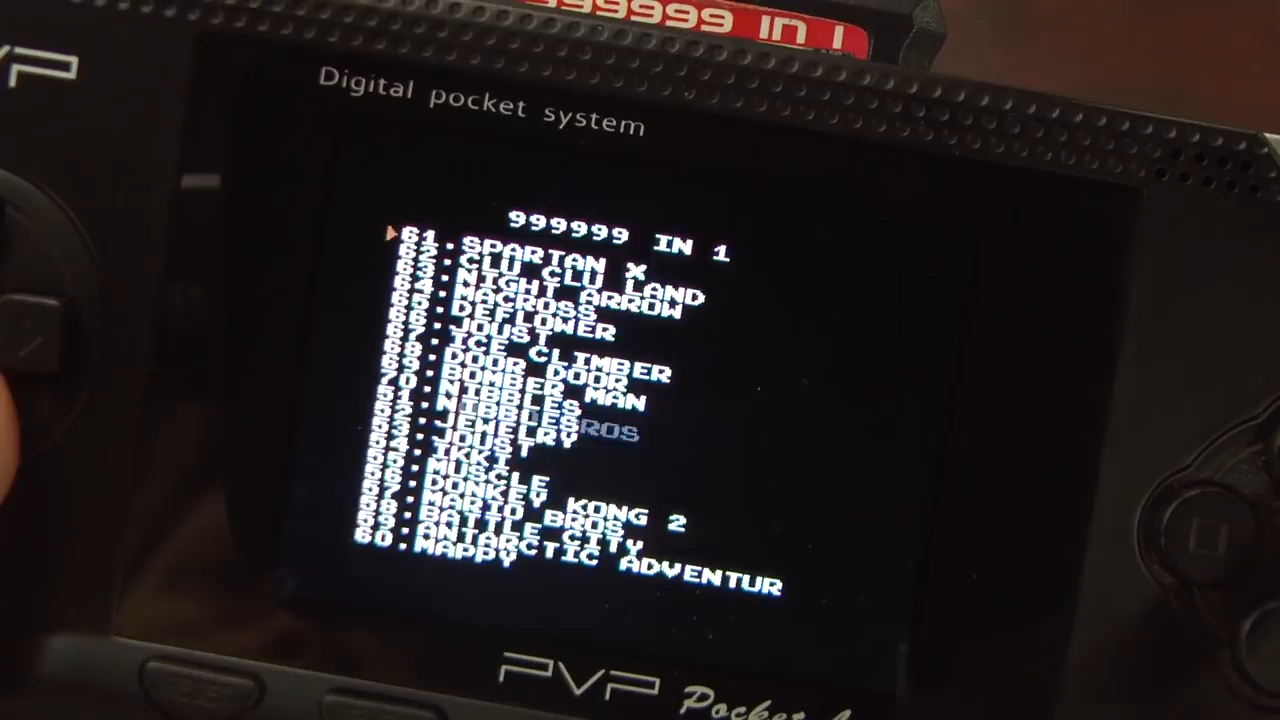 999999 IN 1
VP
Digital pocket system
999999 IN 1
61.SPARTAN X
62.CLU CLU LAND
63.NIGHT ARROW
64.MACROSS
65.DEFLOWER
66.JOUST
67.ICE CLIMBER
68.DOOR DOOR
69.BOMBER MAN
70.NIBBLES
51.NIBBLES
52.JEWELRY
53.JOUST
54.IKKI
55.MUSCLE
56.DONKEY KONG 2
57.MARIO BROS
58.BATTLE CITY
59.ANTARCTIC ADVENTUR
60.MAPPY
PVP Pocket